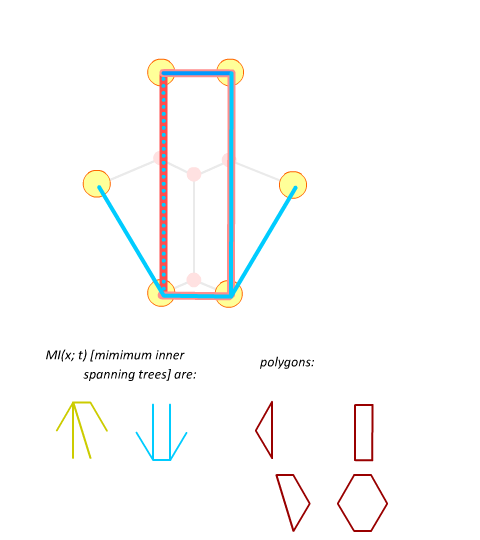 MI(x; t) [mimimum inner
spanning trees] are:
polygons: